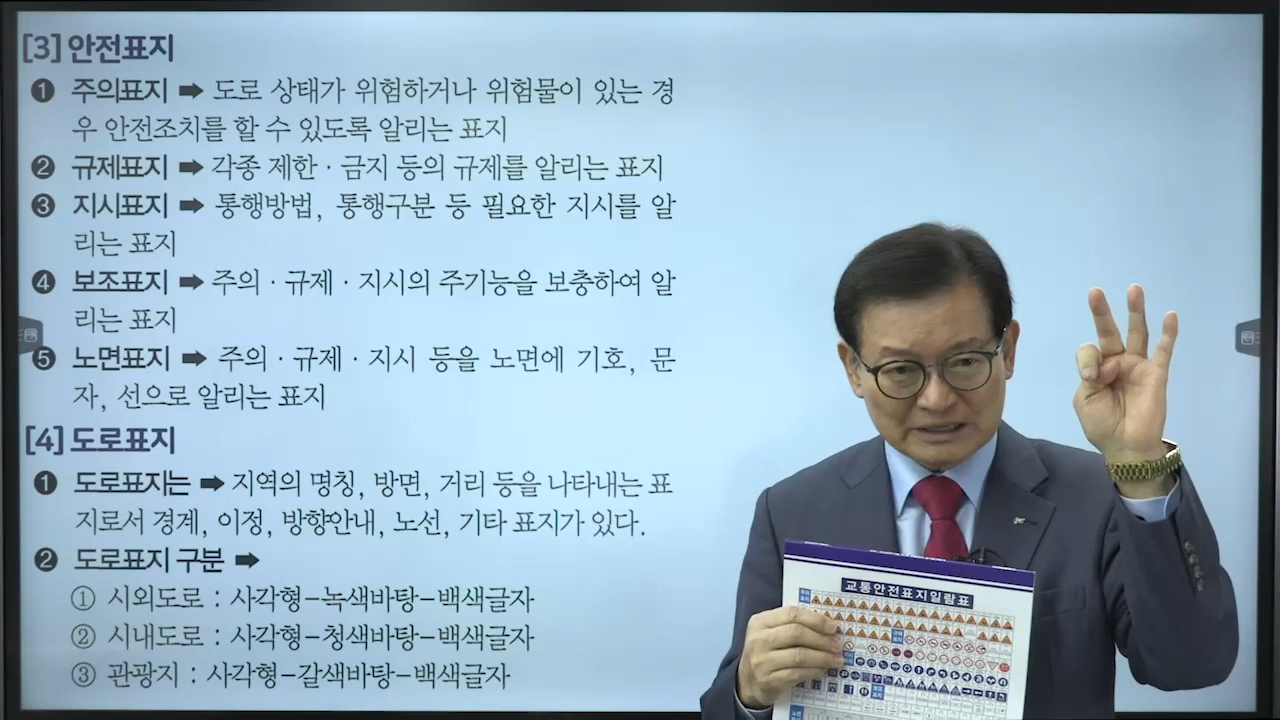 [3] 안전표지
❶ 주의표지 ➡ 도로 상태가 위험하거나 위험물이 있는 경
우 안전조치를 할 수 있도록 알리는 표지
❷ 규제표지 ➡ 각종 제한 · 금지 등의 규제를 알리는 표지
❸ 지시표지 ➡ 통행방법, 통행구분 등 필요한 지시를 알
리는 표지
❹ 보조표지 ➡ 주의 · 규제 · 지시의 주기능을 보충하여 알
리는 표지
❺ 노면표지 ➡ 주의 · 규제 · 지시 등을 노면에 기호, 문
자, 선으로 알리는 표지
[4] 도로표지
❶ 도로표지는 ➡ 지역의 명칭, 방면, 거리 등을 나타내는 표
지로서 경계, 이정, 방향안내, 노선, 기타 표지가 있다.
❷ 도로표지 구분 ➡
① 시외도로 : 사각형-녹색바탕-백색글자
② 시내도로 : 사각형-청색바탕-백색글자
③ 관광지 : 사각형-갈색바탕-백색글자
교통안전표지일람표